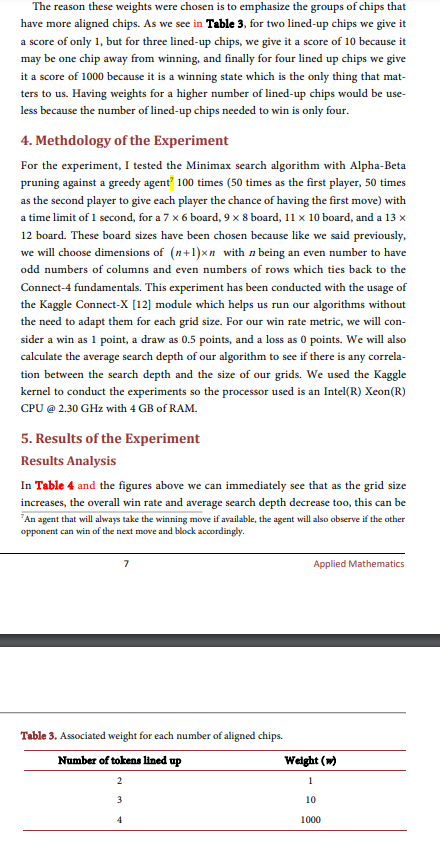 The reason these weights were chosen is to emphasize the groups of chips that
have more aligned chips. As we see in Table 3, for two lined-up chips we give it
a score of only 1, but for three lined-up chips, we give it a score of 10 because it
may be one chip away from winning, and finally for four lined up chips we give
it a score of 1000 because it is a winning state which is the only thing that mat-
ters to us. Having weights for a higher number of lined-up chips would be use-
less because the number of lined-up chips needed to win is only four.
4. Methdology of the Experiment
For the experiment, I tested the Minimax search algorithm with Alpha-Beta
pruning against a greedy agent⁷ 100 times (50 times as the first player, 50 times
as the second player to give each player the chance of having the first move) with
a time limit of 1 second, for a 7 × 6 board, 9 × 8 board, 11 × 10 board, and a 13 ×
12 board. These board sizes have been chosen because like we said previously,
we will choose dimensions of (n+1)×n with n being an even number to have
odd numbers of columns and even numbers of rows which ties back to the
Connect-4 fundamentals. This experiment has been conducted with the usage of
the Kaggle Connect-X [12] module which helps us run our algorithms without
the need to adapt them for each grid size. For our win rate metric, we will con-
sider a win as 1 point, a draw as 0.5 points, and a loss as 0 points. We will also
calculate the average search depth of our algorithm to see if there is any correla-
tion between the search depth and the size of our grids. We used the Kaggle
kernel to conduct the experiments so the processor used is an Intel(R) Xeon(R)
CPU @ 2.30 GHz with 4 GB of RAM.
5. Results of the Experiment
Results Analysis
In Table 4 and the figures above we can immediately see that as the grid size
increases, the overall win rate and average search depth decrease too, this can be
⁷An agent that will always take the winning move if available, the agent will also observe if the other
opponent can win of the next move and block accordingly.
7 Applied Mathematics
Table 3. Associated weight for each number of aligned chips.
Number of tokens lined up Weight (w)
2 1
3 10
4 1000